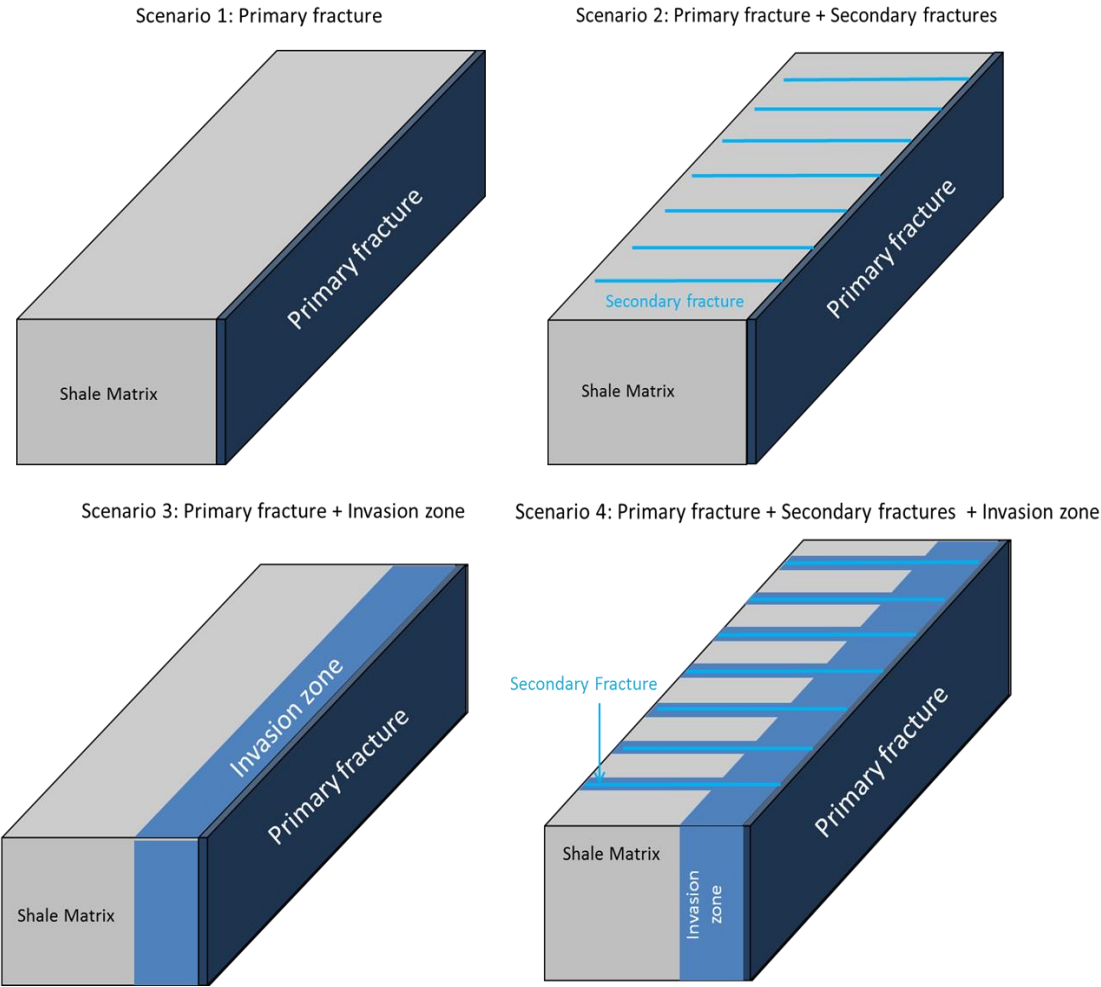 Scenario 1: Primary fracture
Primary fracture
Shale Matrix
Scenario 2: Primary fracture + Secondary fractures
Primary fracture
Secondary fracture
Shale Matrix
Scenario 3: Primary fracture + Invasion zone
Invasion zone
Primary fracture
Shale Matrix
Scenario 4: Primary fracture + Secondary fractures + Invasion zone
Secondary Fracture
Primary fracture
Shale Matrix
Invasion
zone